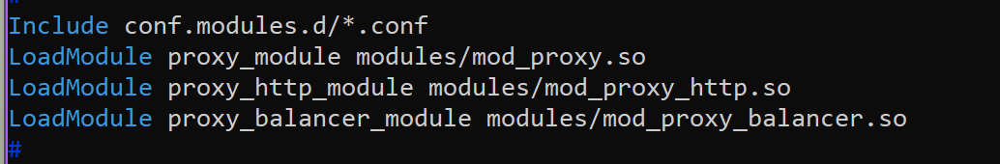 Include conf.modules.d/*.conf
LoadModule proxy_module modules/mod_proxy.so
LoadModule proxy_http_module modules/mod_proxy_http.so
LoadModule proxy_balancer_module modules/mod_proxy_balancer.so
#